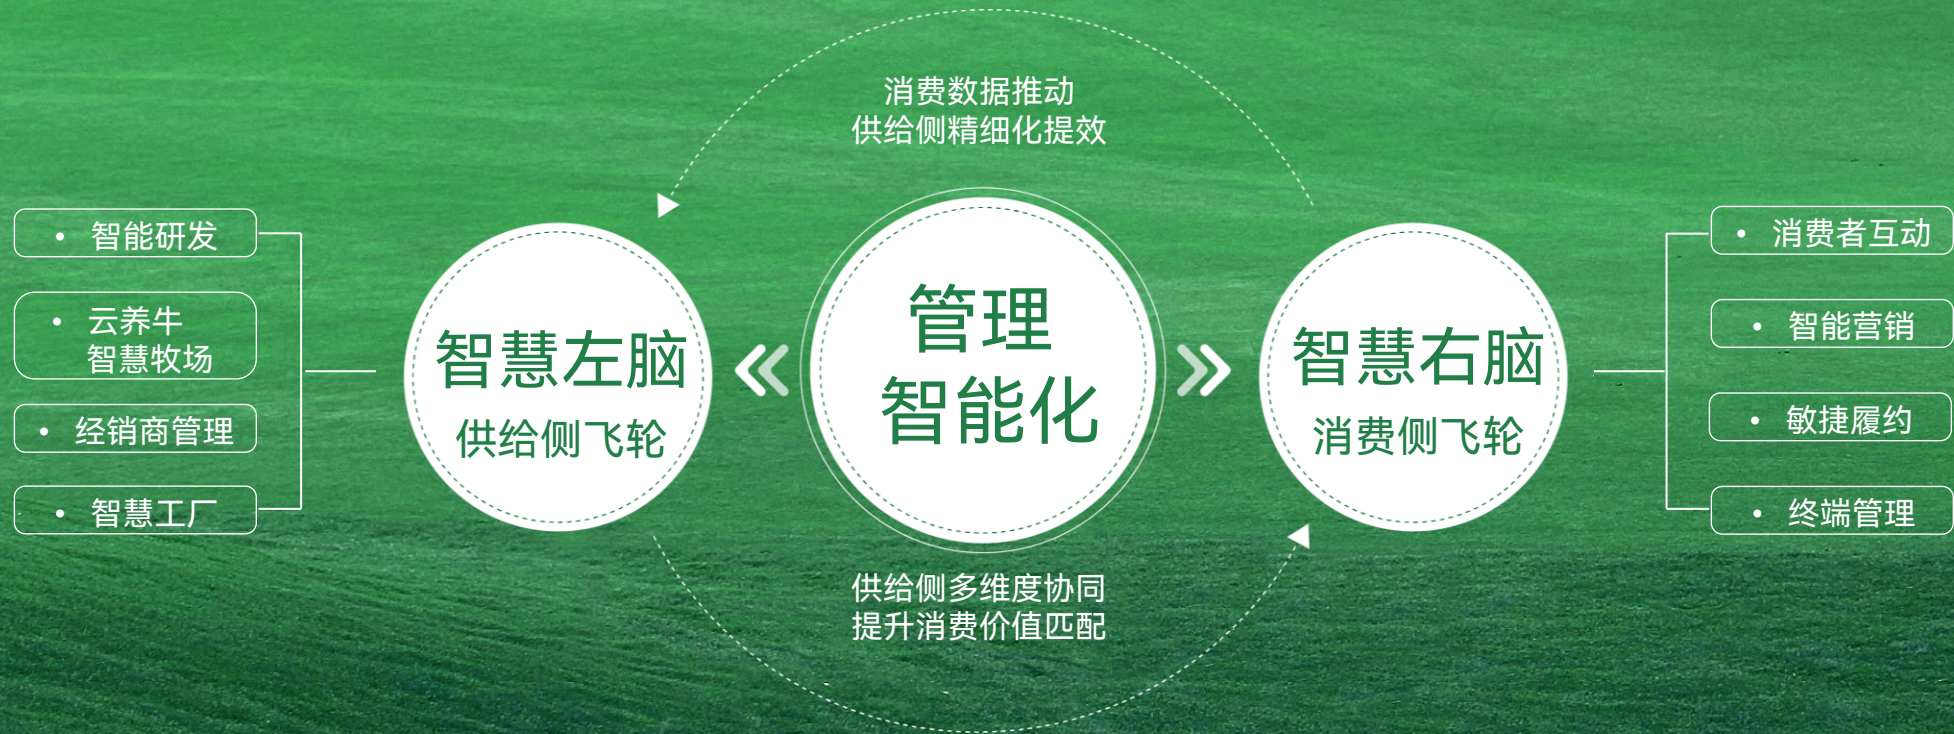 消费数据推动
供给侧精细化提效
• 智能研发
• 云养牛
智慧牧场
• 经销商管理
• 智慧工厂
智慧左脑
供给侧飞轮
管理
智能化
智慧右脑
消费侧飞轮
• 消费者互动
• 智能营销
• 敏捷履约
• 终端管理
供给侧多维度协同
提升消费价值匹配